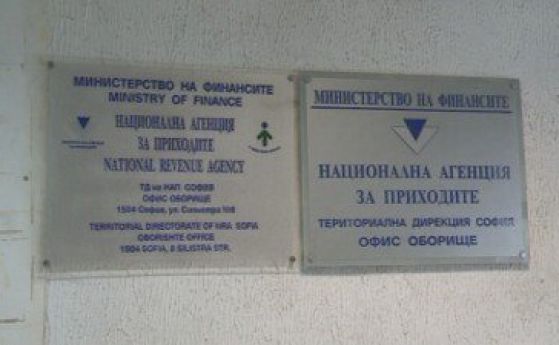 МИНИСТЕРСТВО НА ФИНАНСИТЕ
MINISTRY OF FINANCE
НАЦИОНАЛНА АГЕНЦИЯ
ЗА ПРИХОДИТЕ
NATIONAL REVENUE AGENCY
ТД на НАП СОФИЯ
ОФИС ОБОРИЩЕ
1504 София, ул. Силистра №8
TERRITORIAL DIRECTORATE OF NRA SOFIA
OBORISHTE OFFICE
1504 SOFIA, 8 SILISTRA STR.
МИНИСТЕРСТВО НА ФИНАНСИТЕ
НАЦИОНАЛНА АГЕНЦИЯ
ЗА ПРИХОДИТЕ
ТЕРИТОРИАЛНА ДИРЕКЦИЯ СОФИЯ
ОФИС ОБОРИЩЕ